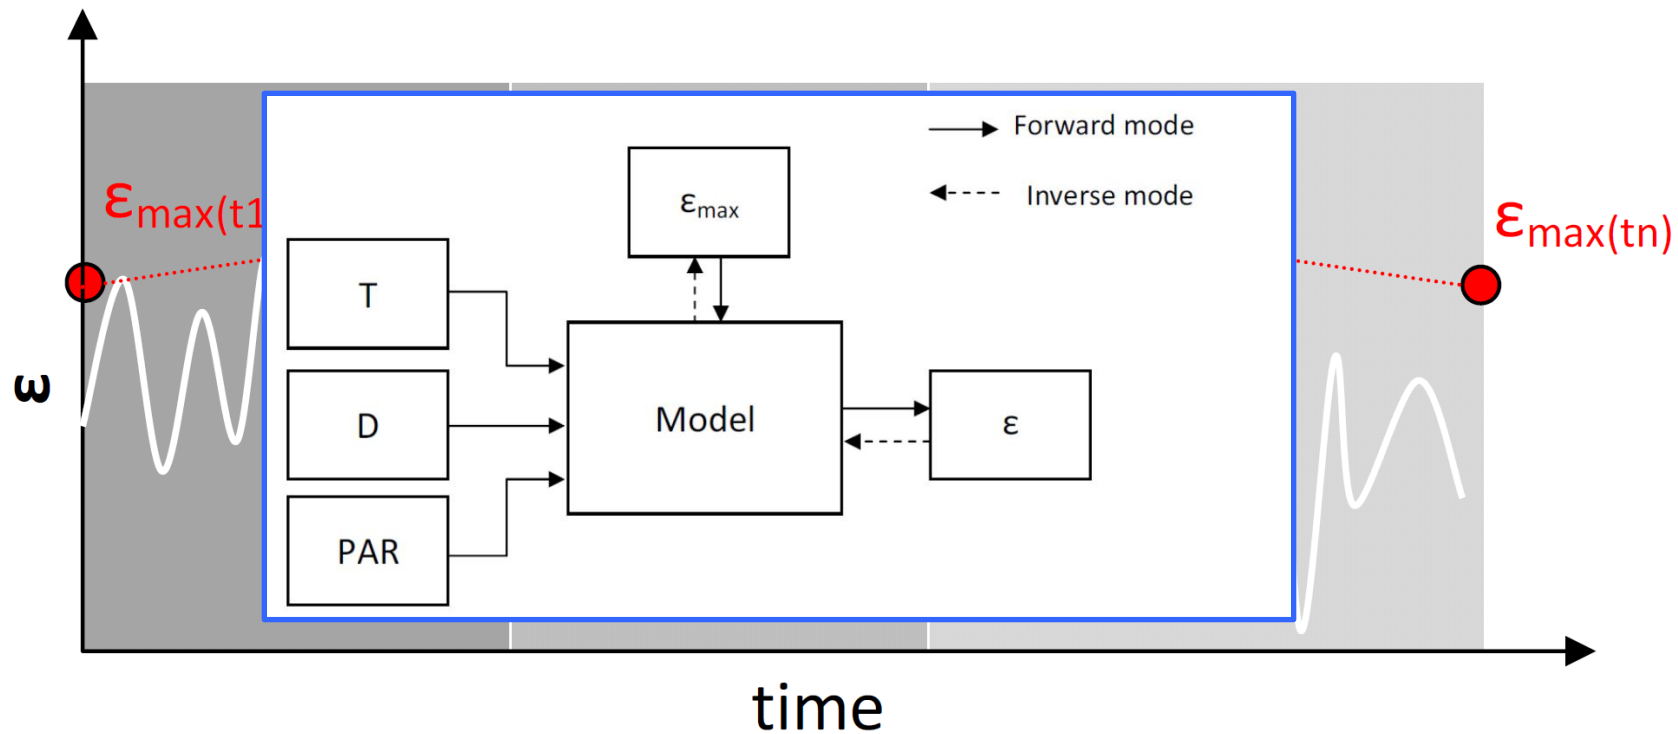 Forward mode
Inverse mode
εmax
εmax(t1
εmax(tn)
T
D
PAR
Model
ε
ε
time